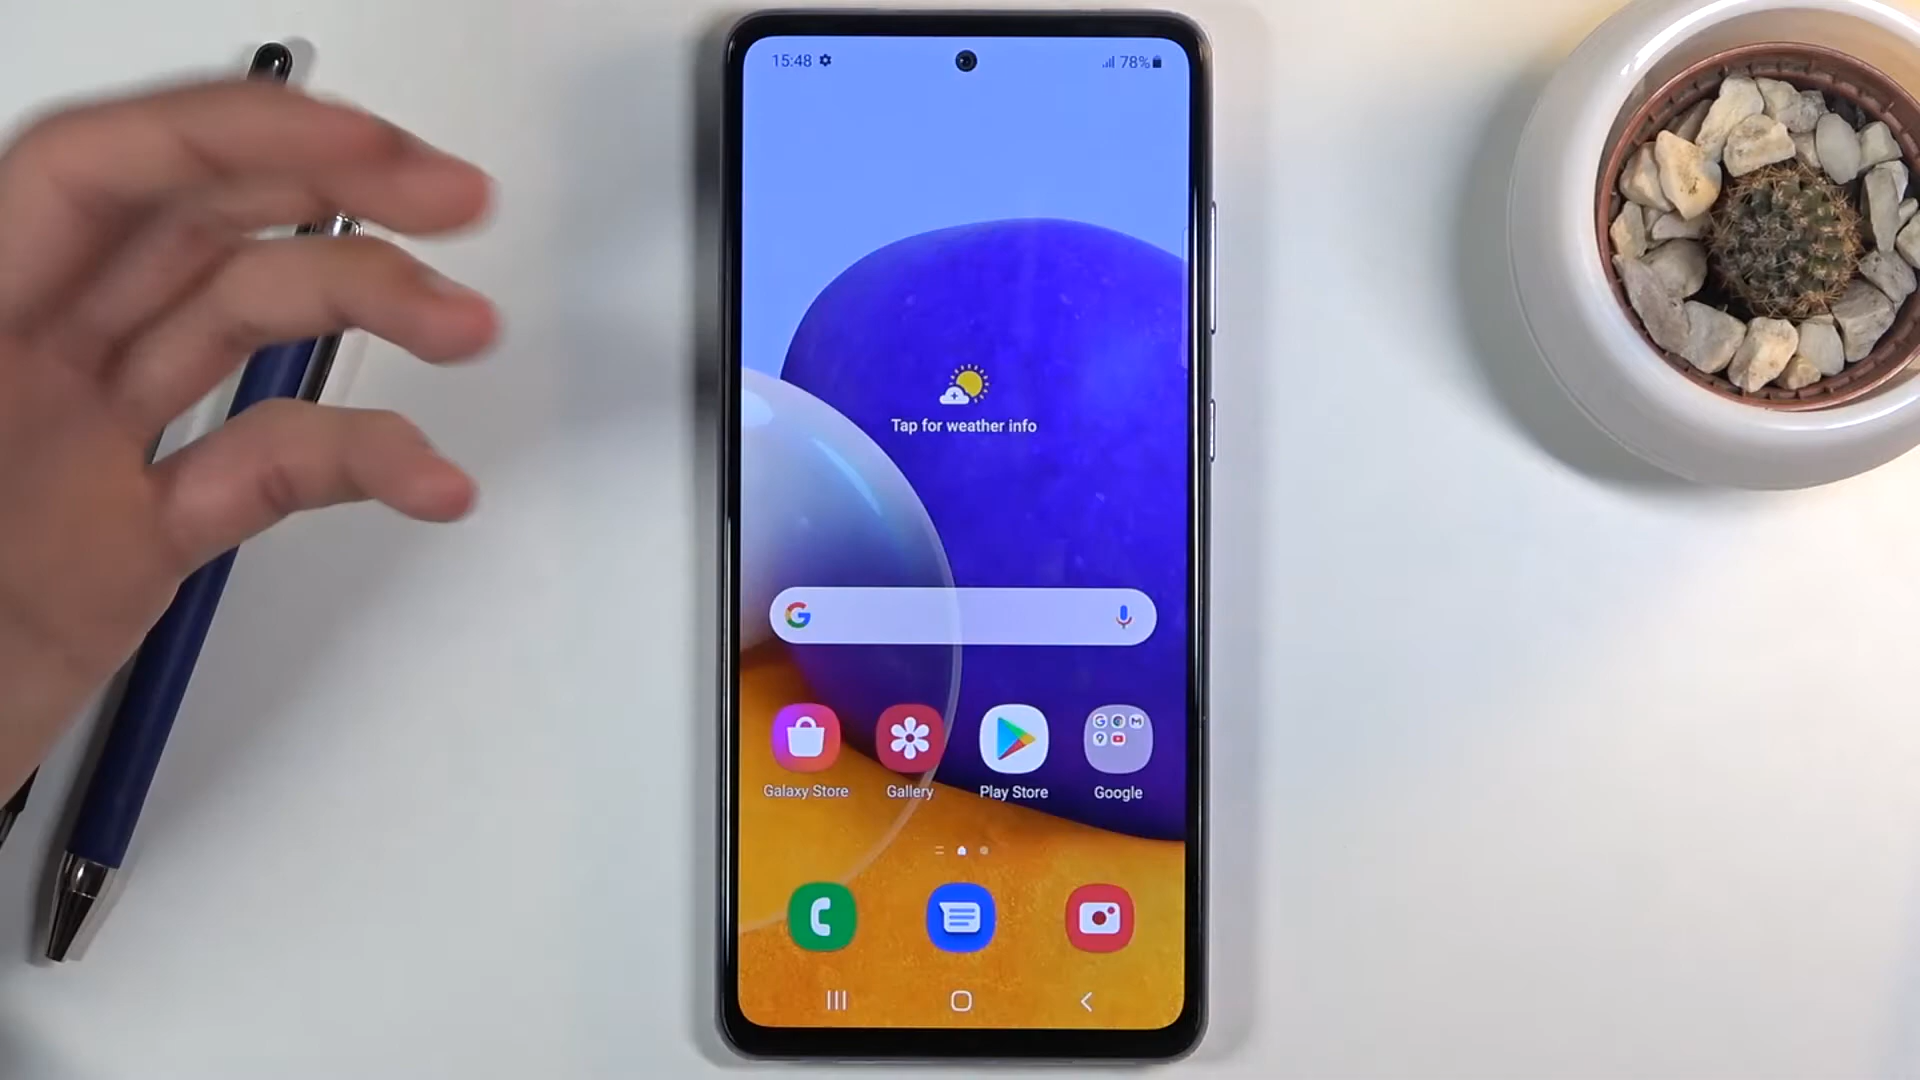 15:48
78%
Tap for weather info
Galaxy Store
Gallery
Play Store
Google